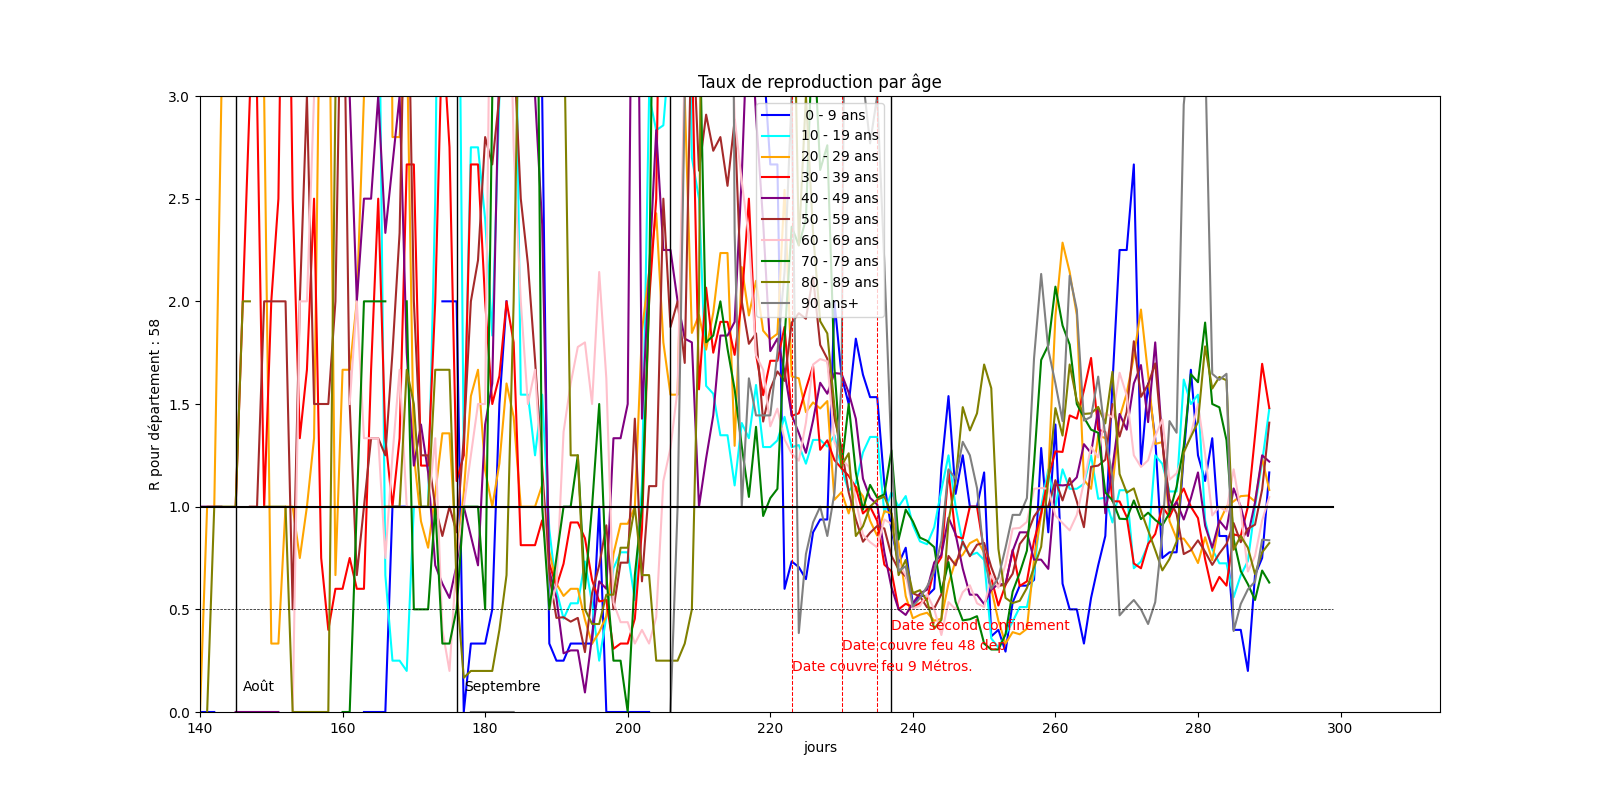 Taux de reproduction par âge
R pour département : 58
3.0
2.5
2.0
1.5
1.0
0.5
0.0
0 - 9 ans
10 - 19 ans
20 - 29 ans
30 - 39 ans
40 - 49 ans
50 - 59 ans
60 - 69 ans
70 - 79 ans
80 - 89 ans
90 ans+
Date second confinement
Date couvre feu 48 dep
Date couvre feu 9 Métros.
Août
Septembre
140 160 180 200 220 240 260 280 300
jours